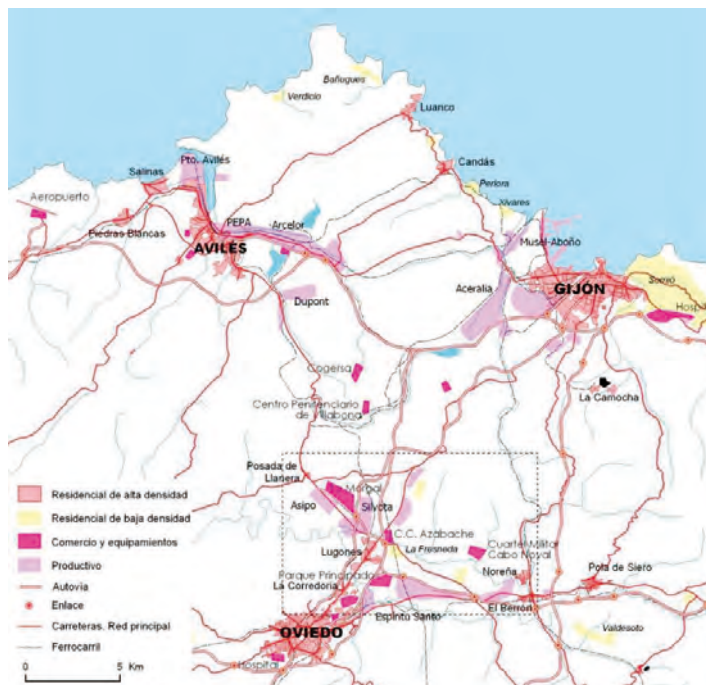 Bañugues
Verdicio
Luanco
Salinas
Pto. Avilés
Candás
Aeropuerto
Perlora
Xivares
Piedras Blancas
PEPA
Arcelor
Musel-Aboño
AVILÉS
Aceralia
GIJÓN
Somió
Dupont
Hospital
Cogersa
La Camocha
Centro Penitenciario
de Villabona
Posada de
Llanera
Residencial de alta densidad
Morgal
Asipo
Silvota
Residencial de baja densidad
C.C. Azabache
Comercio y equipamientos
Lugones
La Fresneda
Cuartel Militar
Cabo Noval
Productivo
Parque Principado
Noreña
Pola de Siero
Autovia
La Corredoria
Enlace
El Berrón
Espíritu Santo
Carreteras. Red principal
OVIEDO
Valdesoto
Ferrocarril
Hospital
0 5 Km